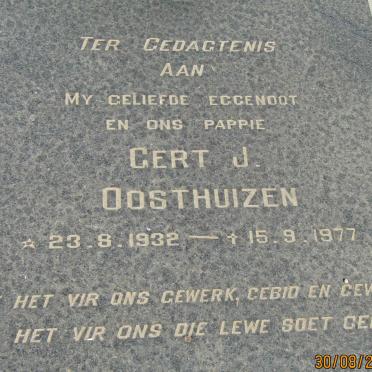 TER GEDAGTENIS
AAN
MY GELIEFDE EGGENOOT
EN ONS PAPPIE
GERT J.
OOSTHUIZEN
☆ 23.8.1932 — ✝ 15.9.1977
HET VIR ONS GEWERK, GEBID EN
HET VIR ONS DIE LEWE SOET
30/08/2